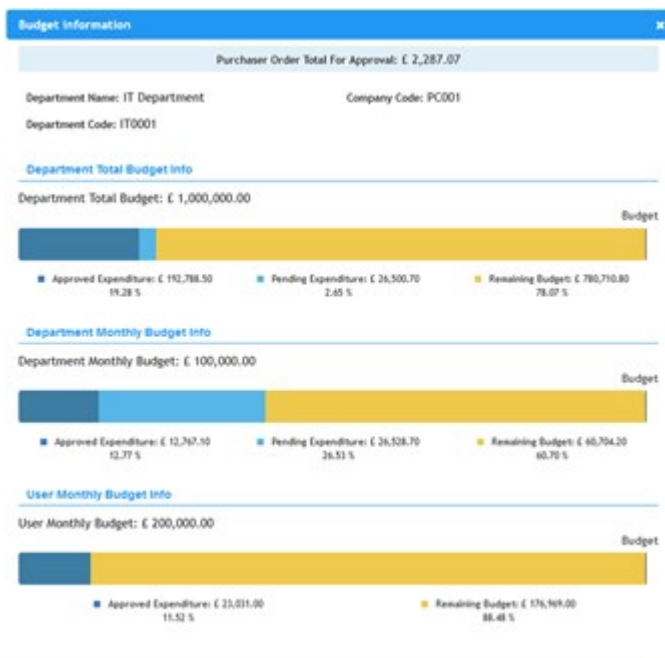 Budget Information
Purchaser Order Total For Approval: £ 2,287.07
Department Name: IT Department
Company Code: PC001
Department Code: IT0001
Department Total Budget Info
Department Total Budget: £ 1,000,000.00
Budget
Approved Expenditure: £ 192,788.50
19.28 %
Pending Expenditure: £ 26,500.70
2.65 %
Remaining Budget: £ 780,710.80
78.07 %
Department Monthly Budget Info
Department Monthly Budget: £ 100,000.00
Budget
Approved Expenditure: £ 12,767.10
12.77 %
Pending Expenditure: £ 26,528.70
26.53 %
Remaining Budget: £ 60,704.20
60.70 %
User Monthly Budget Info
User Monthly Budget: £ 200,000.00
Budget
Approved Expenditure: £ 23,031.00
11.52 %
Remaining Budget: £ 176,969.00
88.48 %